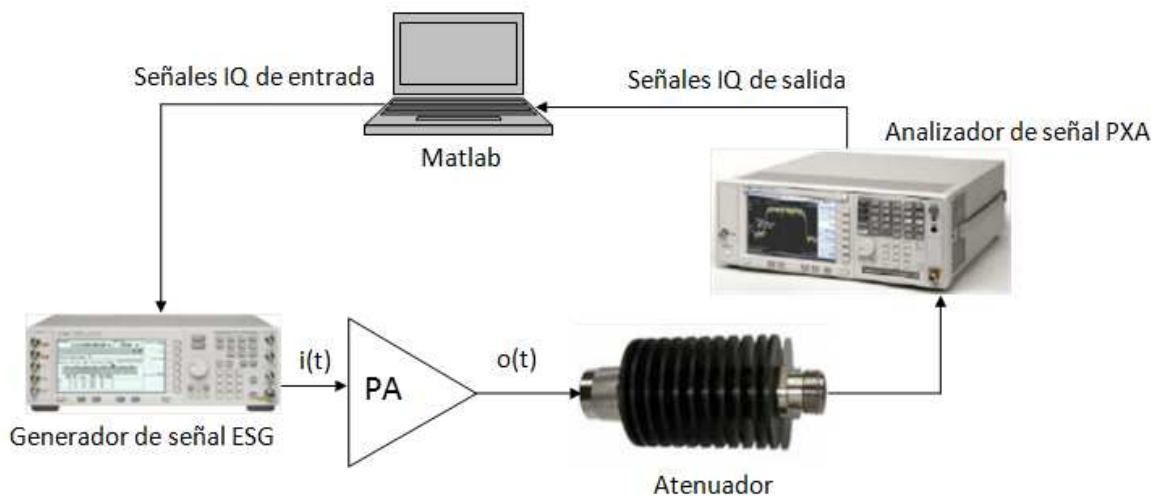 Señales IQ de entrada
Señales IQ de salida
Matlab
Analizador de señal PXA
i(t)
PA
o(t)
Generador de señal ESG
Atenuador